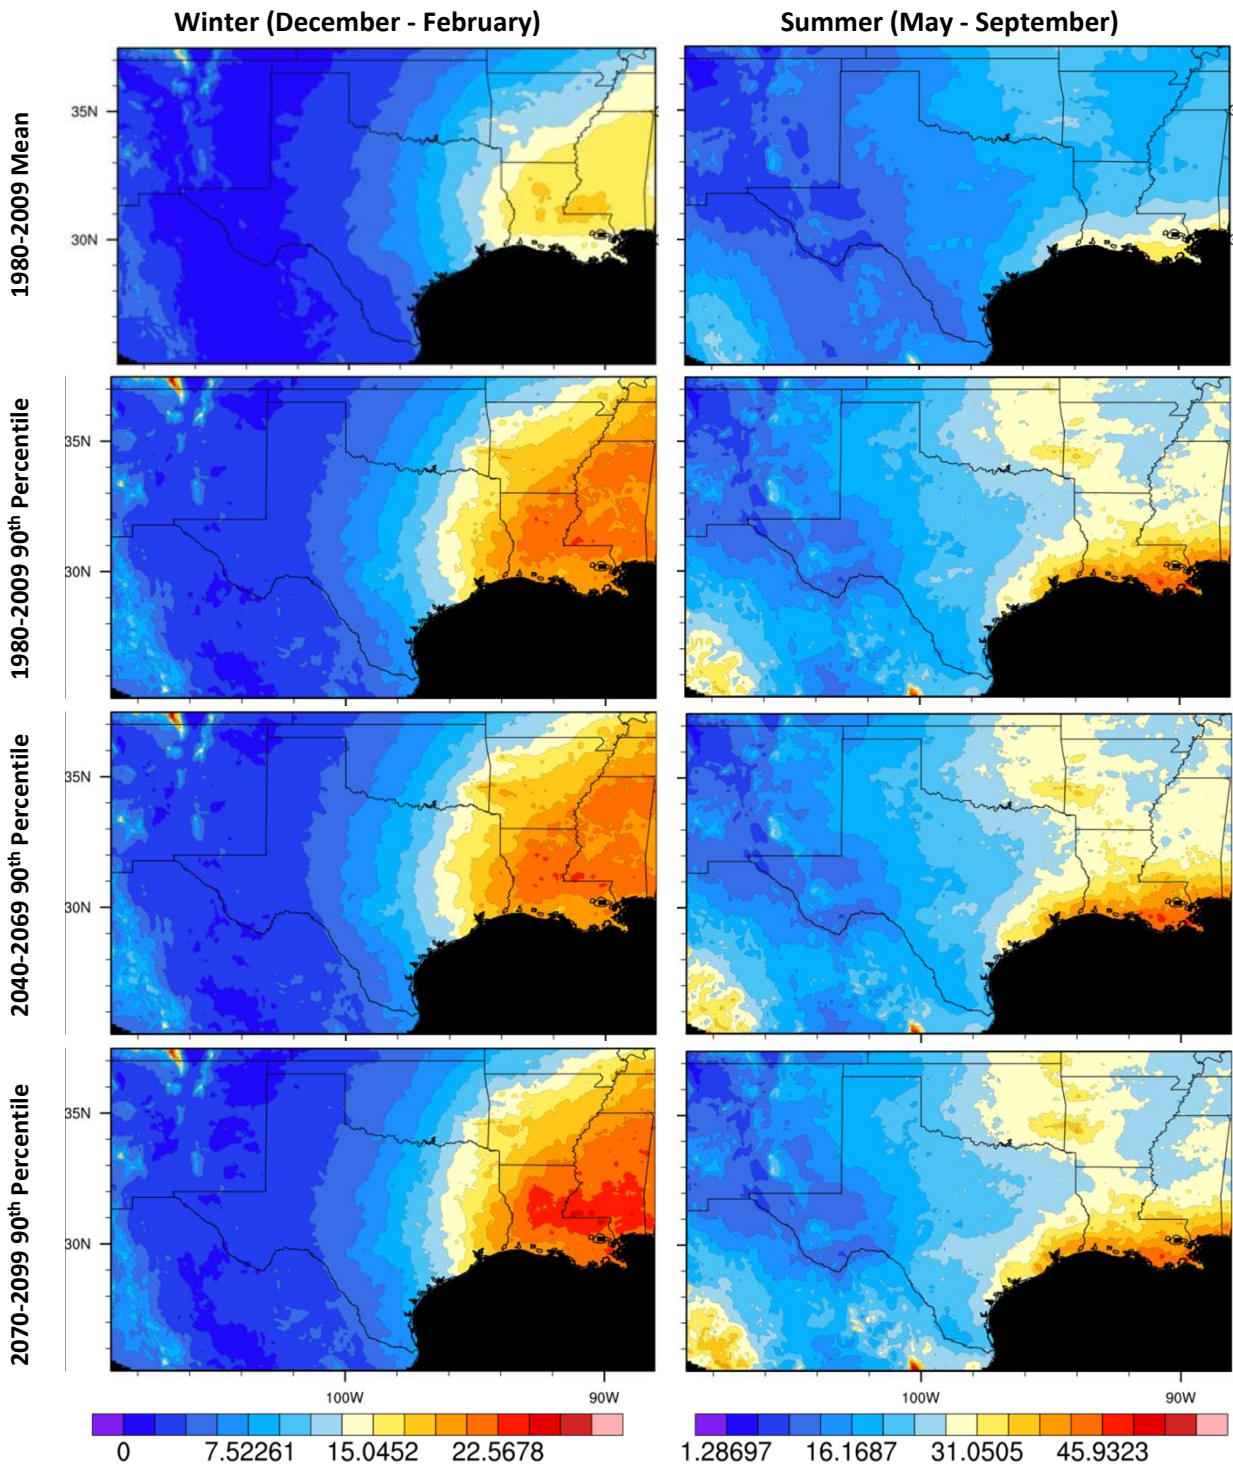 Winter (December - February)
Summer (May - September)
1980-2009 Mean
35N
30N
1980-2009 90th Percentile
35N
30N
2040-2069 90th Percentile
35N
30N
2070-2099 90th Percentile
35N
30N
100W
90W
100W
90W
0
7.52261
15.0452
22.5678
1.28697
16.1687
31.0505
45.9323